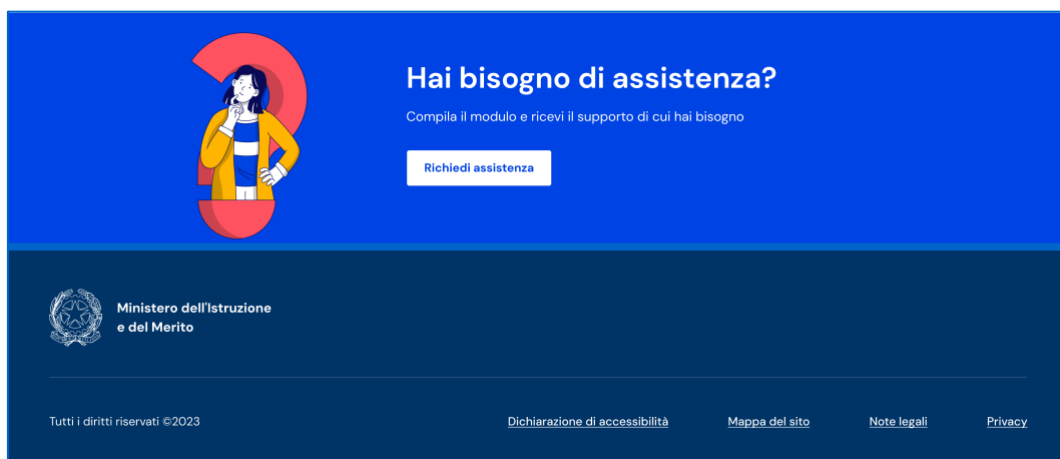 Hai bisogno di assistenza?
Compila il modulo e ricevi il supporto di cui hai bisogno
Richiedi assistenza
Ministero dell'Istruzione
e del Merito
Tutti i diritti riservati ©2023
Dichiarazione di accessibilità
Mappa del sito
Note legali
Privacy